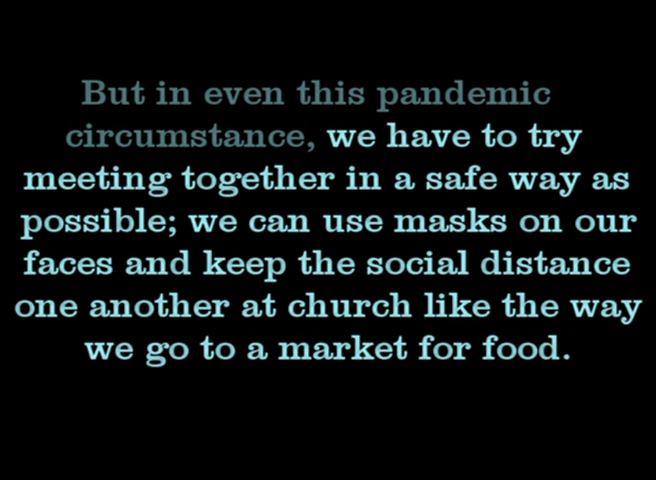 But in even this pandemic
circumstance, we have to try
meeting together in a safe way as
possible; we can use masks on our
faces and keep the social distance
one another at church like the way
we go to a market for food.